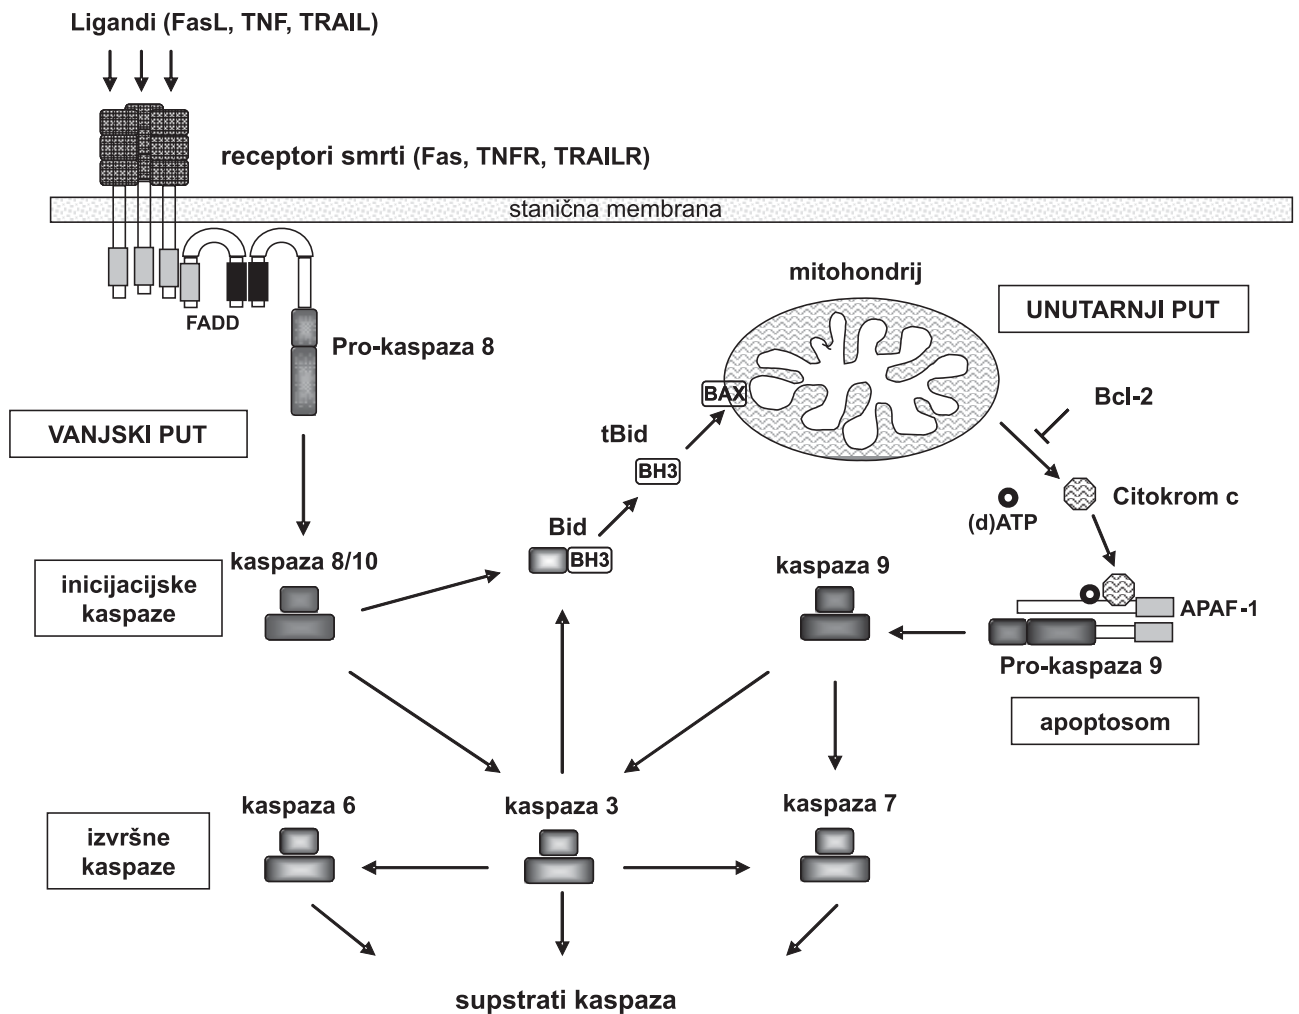 Ligandi (FasL, TNF, TRAIL)
receptori smrti (Fas, TNFR, TRAILR)
stanična membrana
FADD
Pro-kaspaza 8
mitohondrij
UNUTARNJI PUT
BAX
Bcl-2
VANJSKI PUT
tBid
BH3
Citokrom c
(d)ATP
Bid
BH3
kaspaza 8/10
kaspaza 9
inicijacijske
kaspaze
APAF-1
Pro-kaspaza 9
apoptosom
kaspaza 6
kaspaza 3
kaspaza 7
izvršne
kaspaze
supstrati kaspaza